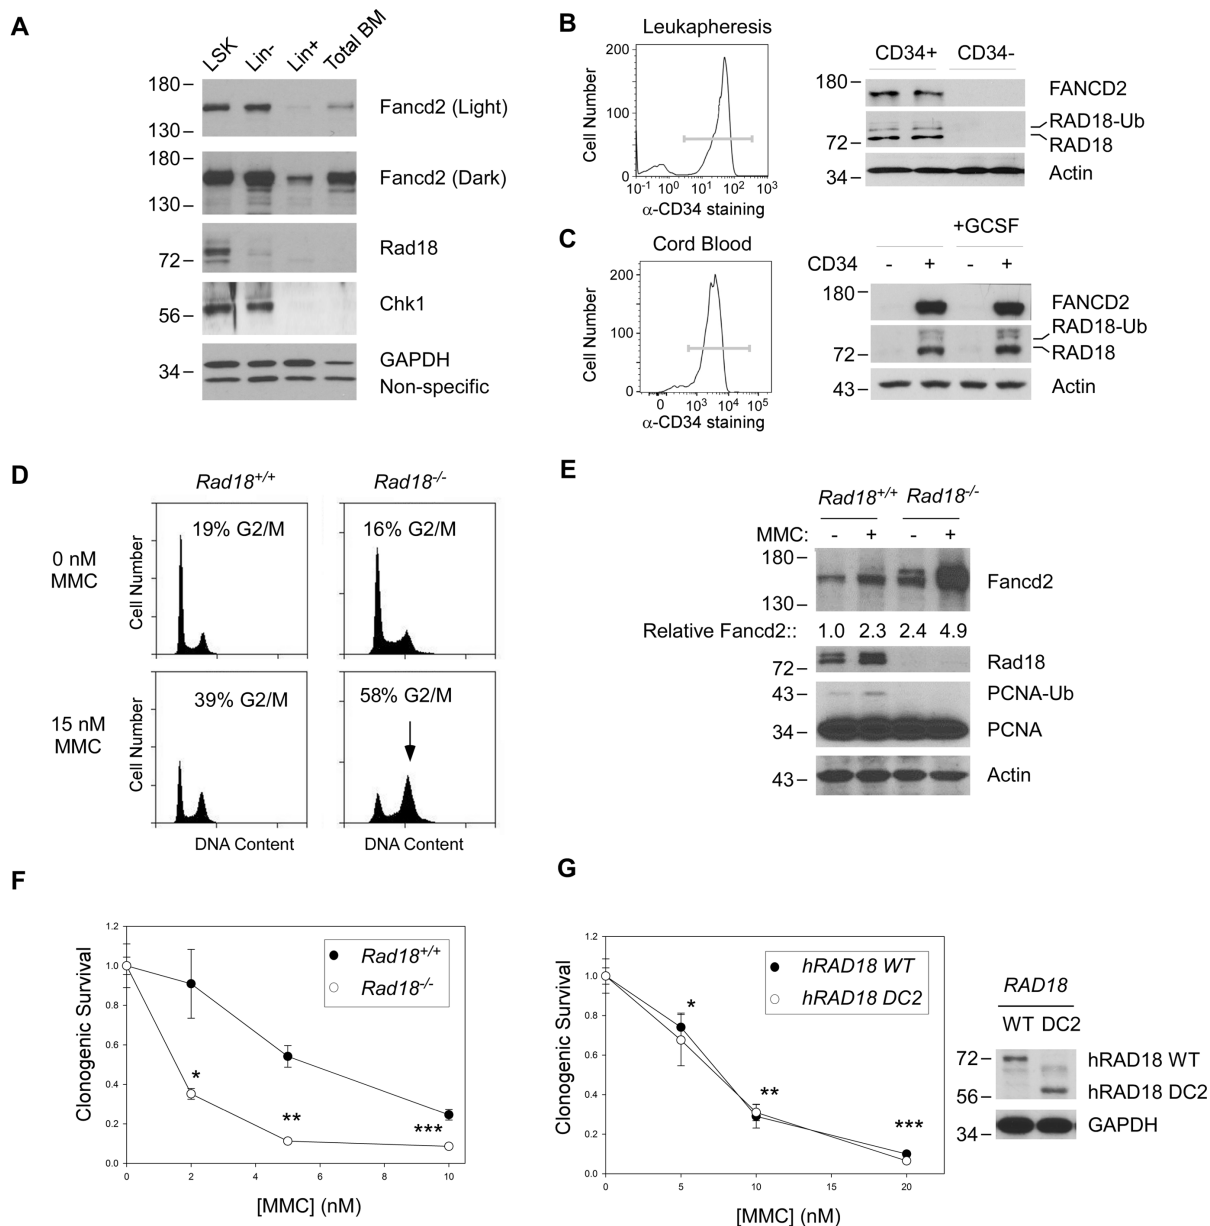 A
LSK
Lin-
Lin+
Total BM
180
130
Fancd2 (Light)
180
130
Fancd2 (Dark)
72
Rad18
56
Chk1
34
GAPDH
Non-specific
B
Leukapheresis
Cell Number
200
100
0
10-1 100 101 102 103
α-CD34 staining
CD34+ CD34-
180
FANCD2
RAD18-Ub
72
RAD18
34
Actin
C
Cord Blood
Cell Number
200
100
0
0 103 104 105
α-CD34 staining
+GCSF
CD34 - + - +
180
FANCD2
RAD18-Ub
72
RAD18
43
Actin
D
Rad18+/+ Rad18-/-
0 nM
MMC
Cell Number
19% G2/M
16% G2/M
15 nM
MMC
Cell Number
39% G2/M
58% G2/M
DNA Content DNA Content
E
Rad18+/+ Rad18-/-
MMC: - + - +
180
130
Fancd2
Relative Fancd2:: 1.0 2.3 2.4 4.9
72
Rad18
43
PCNA-Ub
34
PCNA
43
Actin
F
Clonogenic Survival
1.2
1.0
0.8
0.6
0.4
0.2
0.0
Rad18+/+
Rad18-/-
*
**
***
0 2 4 6 8 10
[MMC] (nM)
G
Clonogenic Survival
1.2
1.0
0.8
0.6
0.4
0.2
0.0
hRAD18 WT
hRAD18 DC2
*
**
***
0 5 10 15 20
[MMC] (nM)
RAD18
WT DC2
72
hRAD18 WT
56
hRAD18 DC2
34
GAPDH